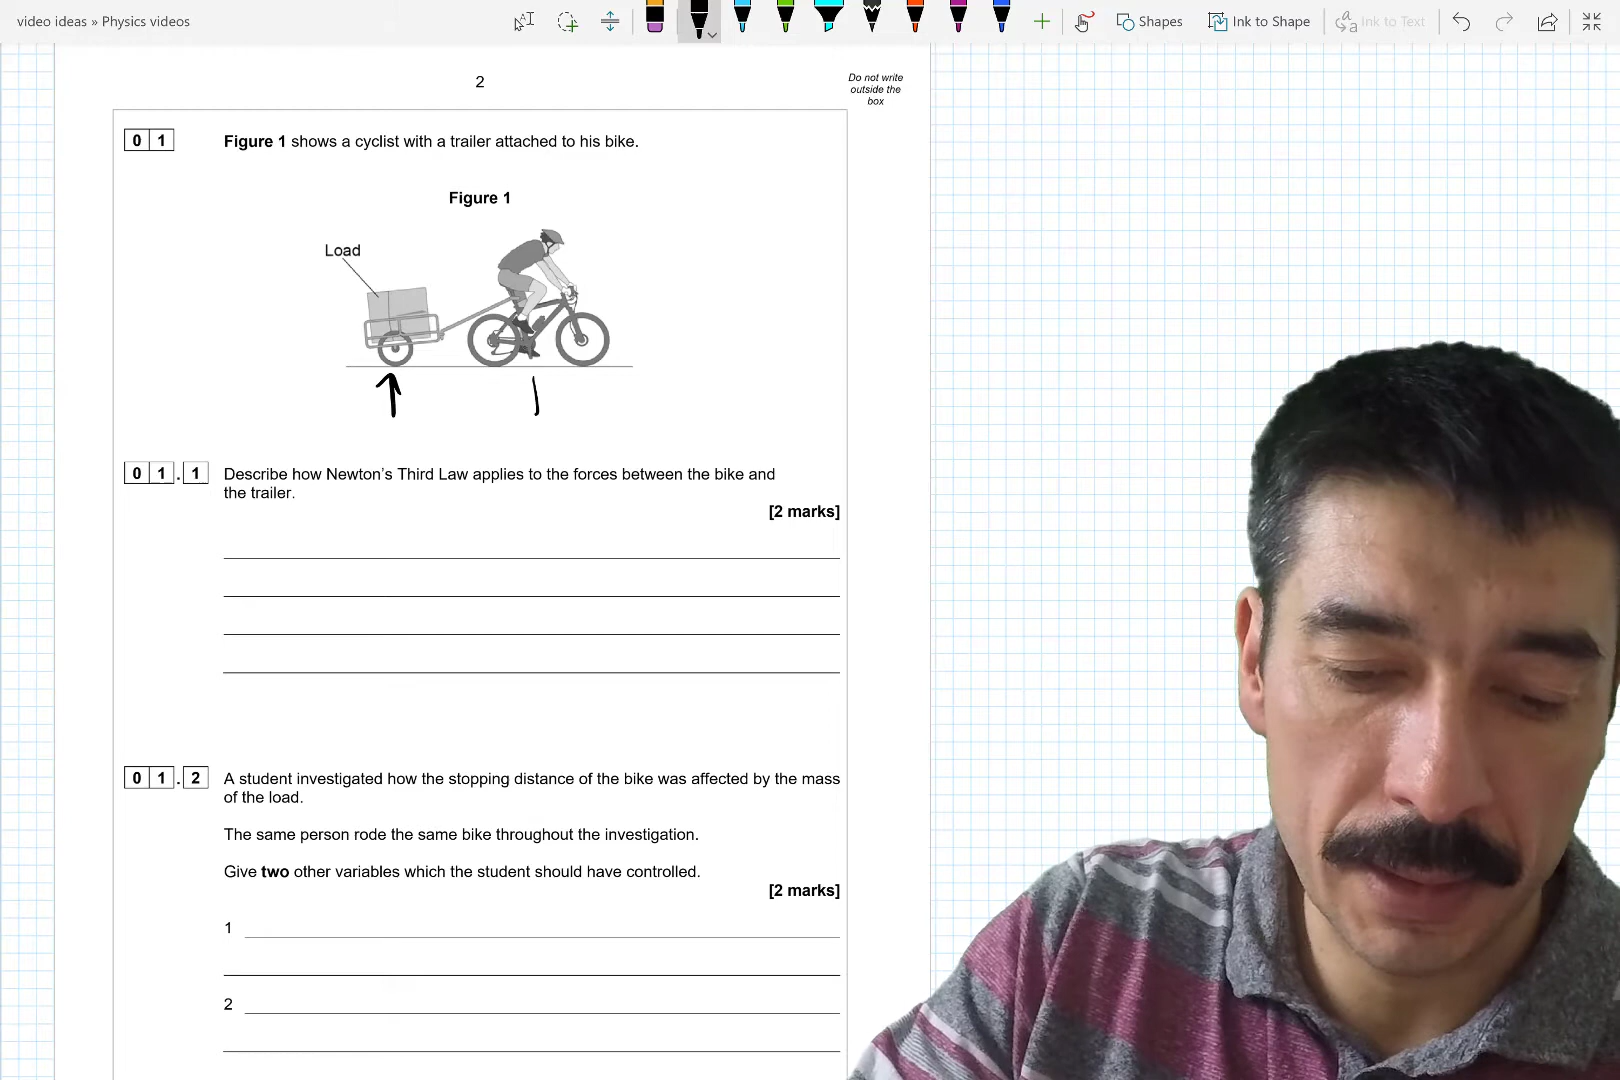 video ideas » Physics videos
Shapes
Ink to Shape
Ink to Text
2
Do not write
outside the
box
0 1 Figure 1 shows a cyclist with a trailer attached to his bike.
Figure 1
Load
0 1 . 1 Describe how Newton's Third Law applies to the forces between the bike and
the trailer.
[2 marks]
0 1 . 2 A student investigated how the stopping distance of the bike was affected by the mass
of the load.
The same person rode the same bike throughout the investigation.
Give two other variables which the student should have controlled.
[2 marks]
1
2